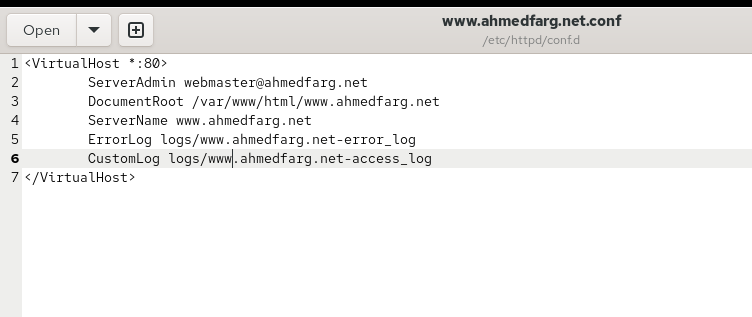 Open
www.ahmedfarg.net.conf
/etc/httpd/conf.d
1 <VirtualHost *:80>
2 ServerAdmin webmaster@ahmedfarg.net
3 DocumentRoot /var/www/html/www.ahmedfarg.net
4 ServerName www.ahmedfarg.net
5 ErrorLog logs/www.ahmedfarg.net-error_log
6 CustomLog logs/www.ahmedfarg.net-access_log
7 </VirtualHost>